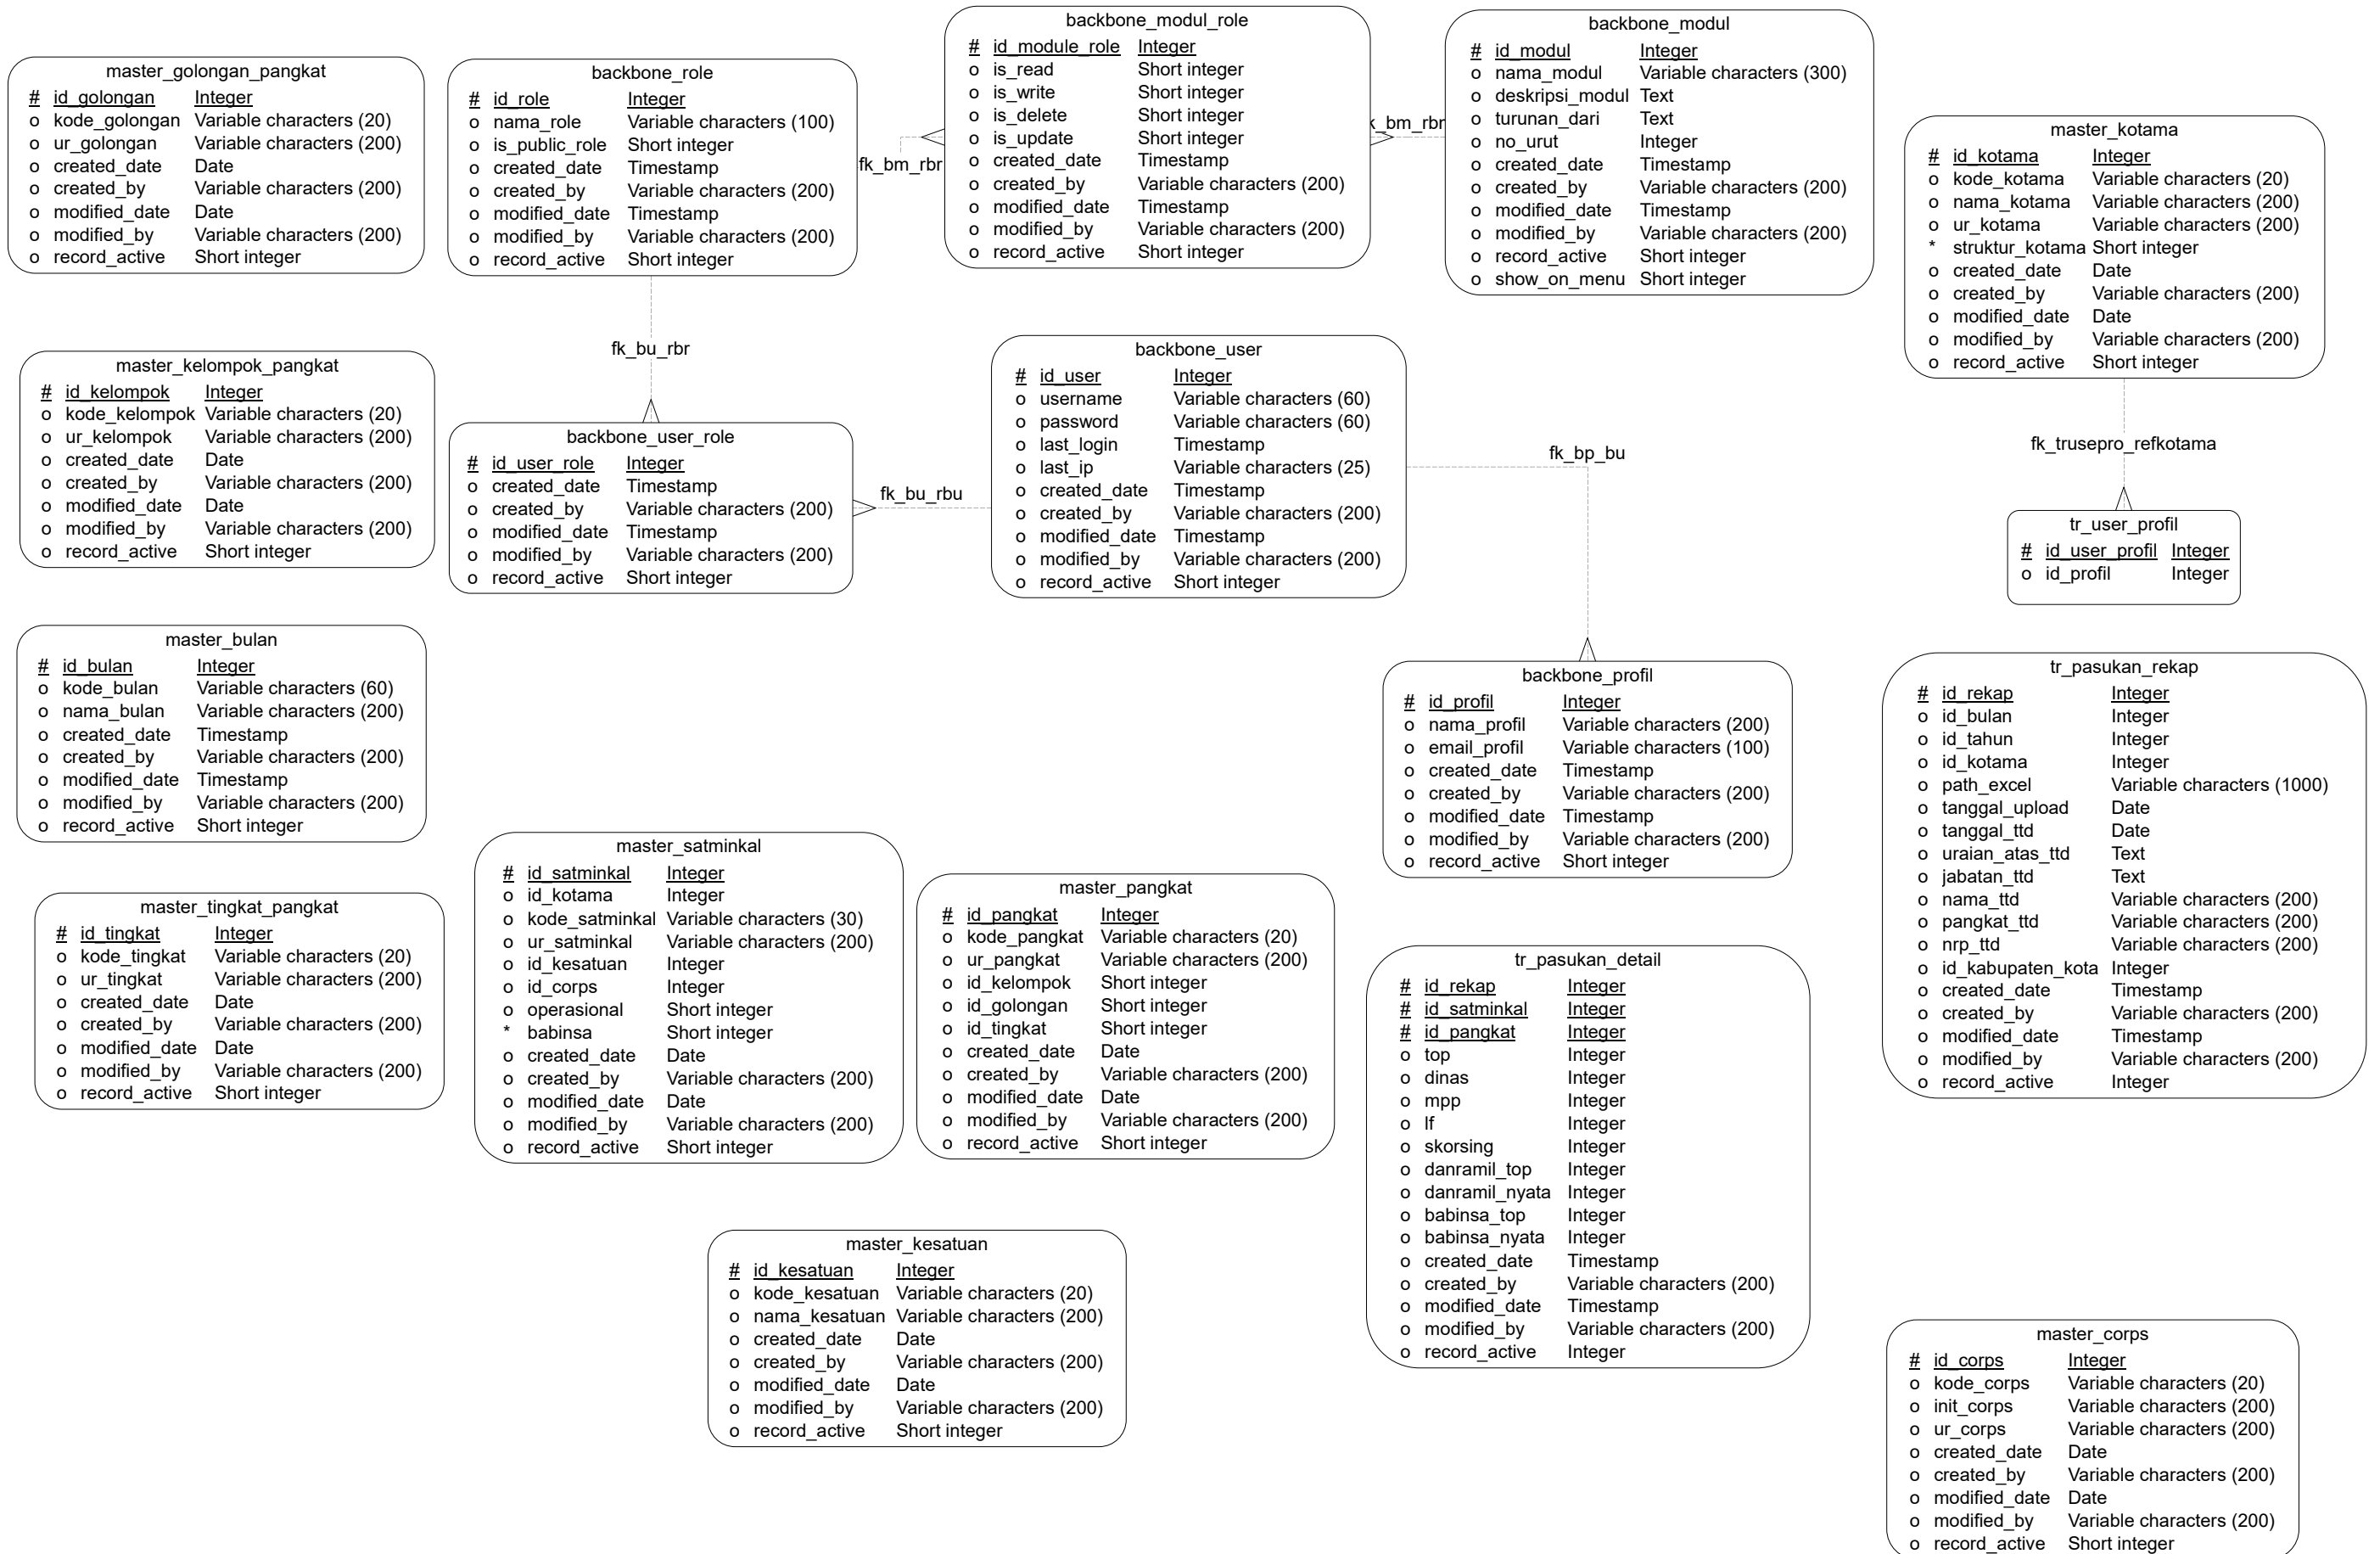 master_golongan_pangkat
# id_golongan Integer
o kode_golongan Variable characters (20)
o ur_golongan Variable characters (200)
o created_date Date
o created_by Variable characters (200)
o modified_date Date
o modified_by Variable characters (200)
o record_active Short integer
backbone_role
# id_role Integer
o nama_role Variable characters (100)
o is_public_role Short integer
o created_date Timestamp
o created_by Variable characters (200)
o modified_date Timestamp
o modified_by Variable characters (200)
o record_active Short integer
fk_bm_rbr
backbone_modul_role
# id_module_role Integer
o is_read Short integer
o is_write Short integer
o is_delete Short integer
o is_update Short integer
o created_date Timestamp
o created_by Variable characters (200)
o modified_date Timestamp
o modified_by Variable characters (200)
o record_active Short integer
k_bm_rbr
backbone_modul
# id_modul Integer
o nama_modul Variable characters (300)
o deskripsi_modul Text
o turunan_dari Text
o no_urut Integer
o created_date Timestamp
o created_by Variable characters (200)
o modified_date Timestamp
o modified_by Variable characters (200)
o record_active Short integer
o show_on_menu Short integer
master_kotama
# id_kotama Integer
o kode_kotama Variable characters (20)
o nama_kotama Variable characters (200)
o ur_kotama Variable characters (200)
* struktur_kotama Short integer
o created_date Date
o created_by Variable characters (200)
o modified_date Date
o modified_by Variable characters (200)
o record_active Short integer
fk_bu_rbr
master_kelompok_pangkat
# id_kelompok Integer
o kode_kelompok Variable characters (20)
o ur_kelompok Variable characters (200)
o created_date Date
o created_by Variable characters (200)
o modified_date Date
o modified_by Variable characters (200)
o record_active Short integer
backbone_user_role
# id_user_role Integer
o created_date Timestamp
o created_by Variable characters (200)
o modified_date Timestamp
o modified_by Variable characters (200)
o record_active Short integer
fk_bu_rbu
backbone_user
# id_user Integer
o username Variable characters (60)
o password Variable characters (60)
o last_login Timestamp
o last_ip Variable characters (25)
o created_date Timestamp
o created_by Variable characters (200)
o modified_date Timestamp
o modified_by Variable characters (200)
o record_active Short integer
fk_bp_bu
fk_trusepro_refkotama
tr_user_profil
# id_user_profil Integer
o id_profil Integer
master_bulan
# id_bulan Integer
o kode_bulan Variable characters (60)
o nama_bulan Variable characters (200)
o created_date Timestamp
o created_by Variable characters (200)
o modified_date Timestamp
o modified_by Variable characters (200)
o record_active Short integer
backbone_profil
# id_profil Integer
o nama_profil Variable characters (200)
o email_profil Variable characters (100)
o created_date Timestamp
o created_by Variable characters (200)
o modified_date Timestamp
o modified_by Variable characters (200)
o record_active Short integer
tr_pasukan_rekap
# id_rekap Integer
o id_bulan Integer
o id_tahun Integer
o id_kotama Integer
o path_excel Variable characters (1000)
o tanggal_upload Date
o tanggal_ttd Date
o uraian_atas_ttd Text
o jabatan_ttd Text
o nama_ttd Variable characters (200)
o pangkat_ttd Variable characters (200)
o nrp_ttd Variable characters (200)
o id_kabupaten_kota Integer
o created_date Timestamp
o created_by Variable characters (200)
o modified_date Timestamp
o modified_by Variable characters (200)
o record_active Integer
master_tingkat_pangkat
# id_tingkat Integer
o kode_tingkat Variable characters (20)
o ur_tingkat Variable characters (200)
o created_date Date
o created_by Variable characters (200)
o modified_date Date
o modified_by Variable characters (200)
o record_active Short integer
master_satminkal
# id_satminkal Integer
o id_kotama Integer
o kode_satminkal Variable characters (30)
o ur_satminkal Variable characters (200)
o id_kesatuan Integer
o id_corps Integer
o operasional Short integer
* babinsa Short integer
o created_date Date
o created_by Variable characters (200)
o modified_date Date
o modified_by Variable characters (200)
o record_active Short integer
master_pangkat
# id_pangkat Integer
o kode_pangkat Variable characters (20)
o ur_pangkat Variable characters (200)
o id_kelompok Short integer
o id_golongan Short integer
o id_tingkat Short integer
o created_date Date
o created_by Variable characters (200)
o modified_date Date
o modified_by Variable characters (200)
o record_active Short integer
tr_pasukan_detail
# id_rekap Integer
# id_satminkal Integer
# id_pangkat Integer
o top Integer
o dinas Integer
o mpp Integer
o lf Integer
o skorsing Integer
o danramil_top Integer
o danramil_nyata Integer
o babinsa_top Integer
o babinsa_nyata Integer
o created_date Timestamp
o created_by Variable characters (200)
o modified_date Timestamp
o modified_by Variable characters (200)
o record_active Integer
master_kesatuan
# id_kesatuan Integer
o kode_kesatuan Variable characters (20)
o nama_kesatuan Variable characters (200)
o created_date Date
o created_by Variable characters (200)
o modified_date Date
o modified_by Variable characters (200)
o record_active Short integer
master_corps
# id_corps Integer
o kode_corps Variable characters (20)
o init_corps Variable characters (200)
o ur_corps Variable characters (200)
o created_date Date
o created_by Variable characters (200)
o modified_date Date
o modified_by Variable characters (200)
o record_active Short integer